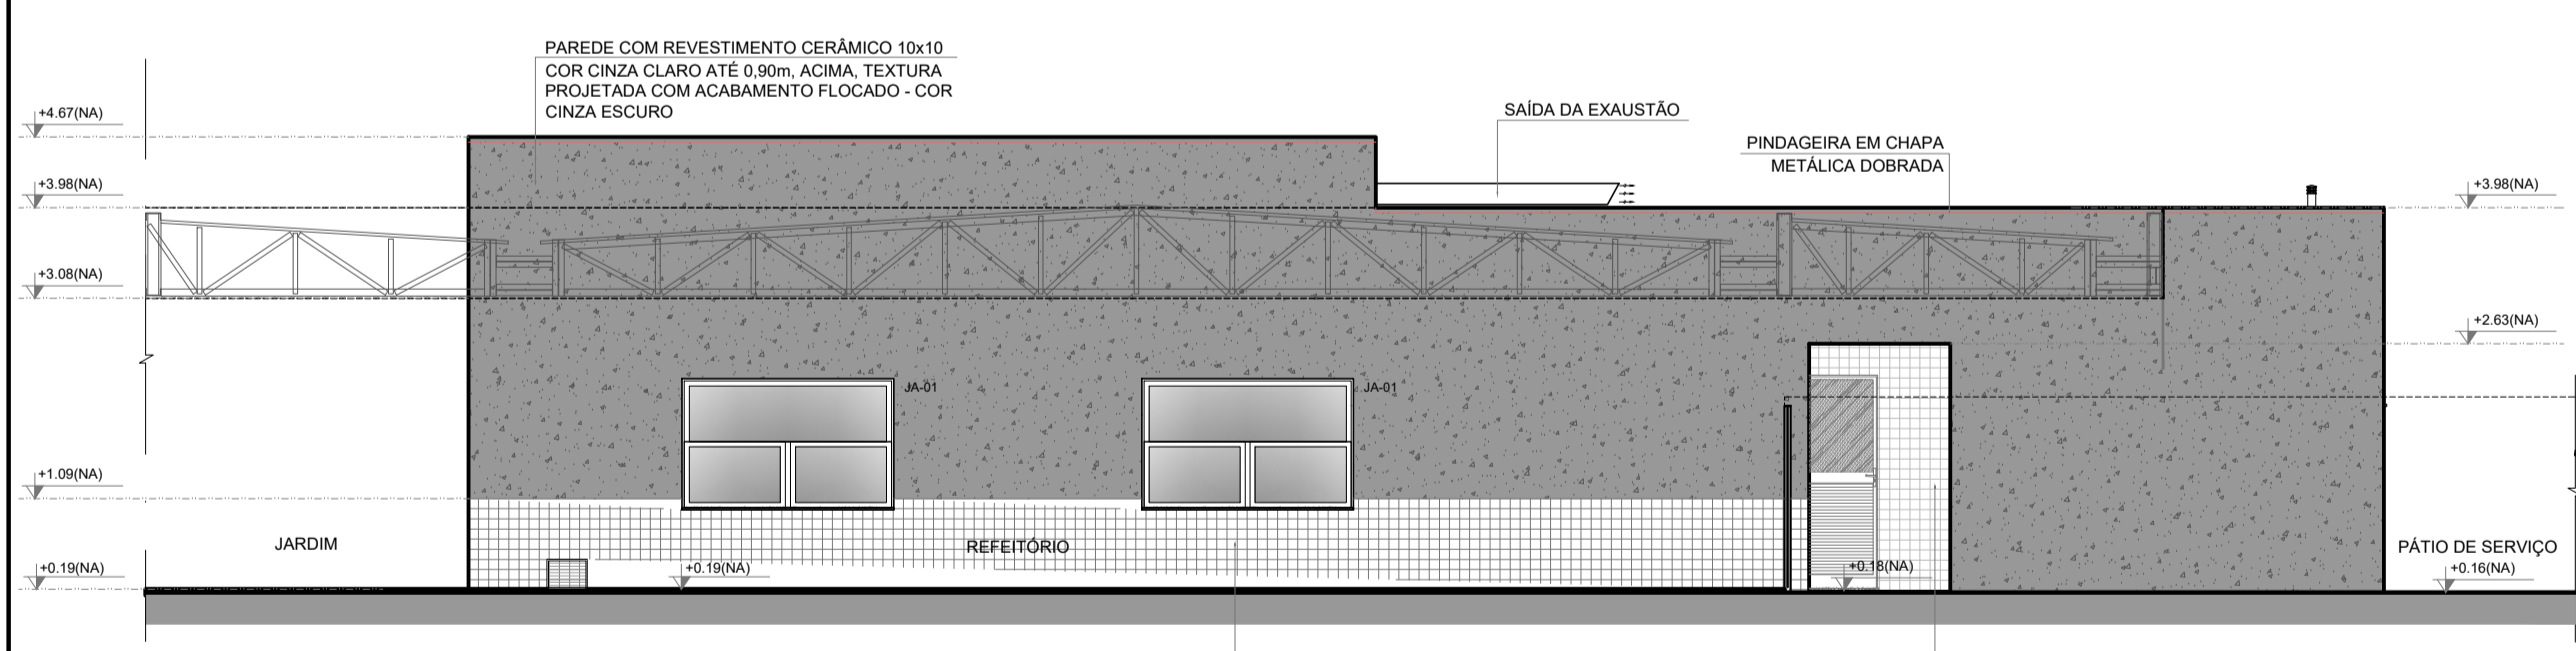 PAREDE COM REVESTIMENTO CERÂMICO 10x10
COR CINZA CLARO ATÉ 0,90m, ACIMA, TEXTURA
PROJETADA COM ACABAMENTO FLOCADO - COR
CINZA ESCURO
SAÍDA DA EXAUSTÃO
PINDAGEIRA EM CHAPA
METÁLICA DOBRADA
+4.67(NA)
+3.98(NA)
+3.98(NA)
+3.08(NA)
+2.63(NA)
JA-01
JA-01
+1.09(NA)
JARDIM
REFEITÓRIO
PÁTIO DE SERVIÇO
+0.19(NA)
+0.19(NA)
+0.18(NA)
+0.16(NA)